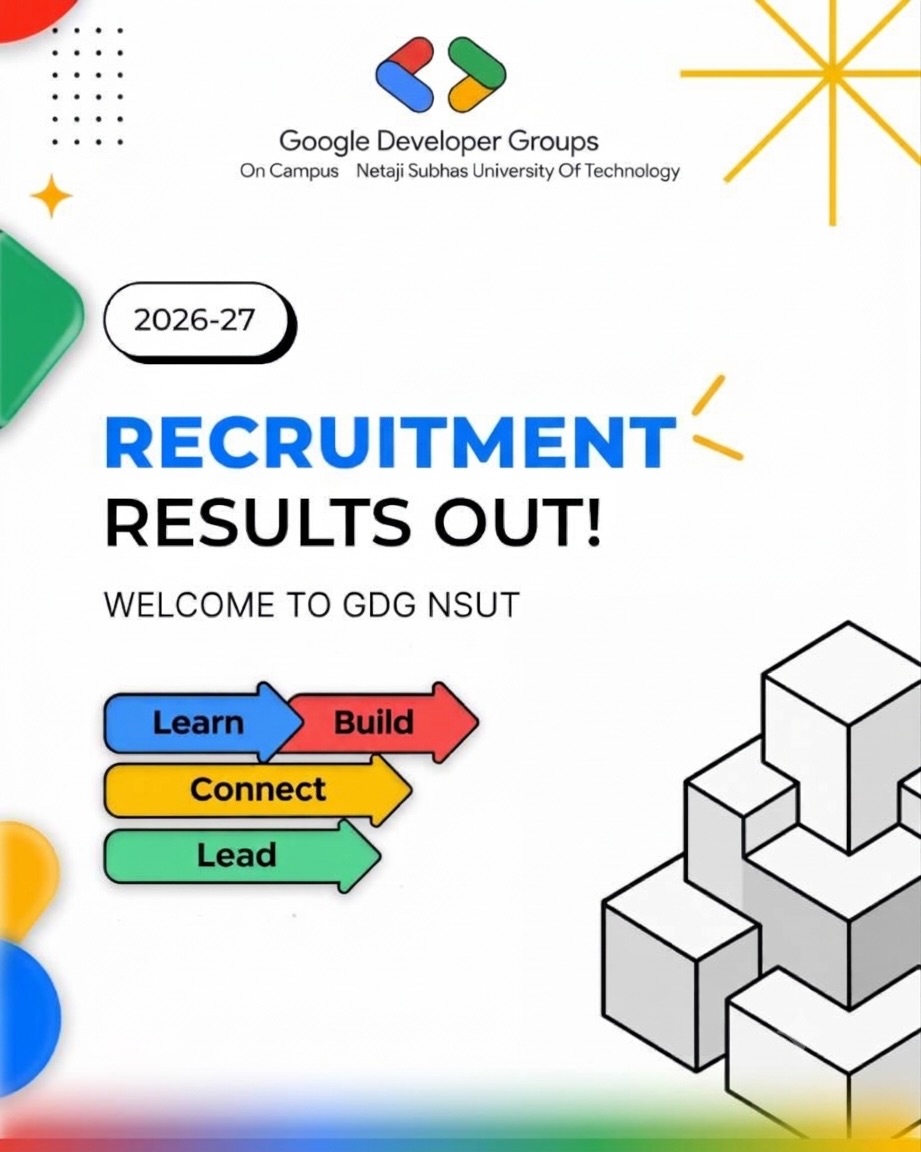 Google Developer Groups
On Campus Netaji Subhas University Of Technology
2026-27
RECRUITMENT
RESULTS OUT!
WELCOME TO GDG NSUT
Learn Build
Connect
Lead